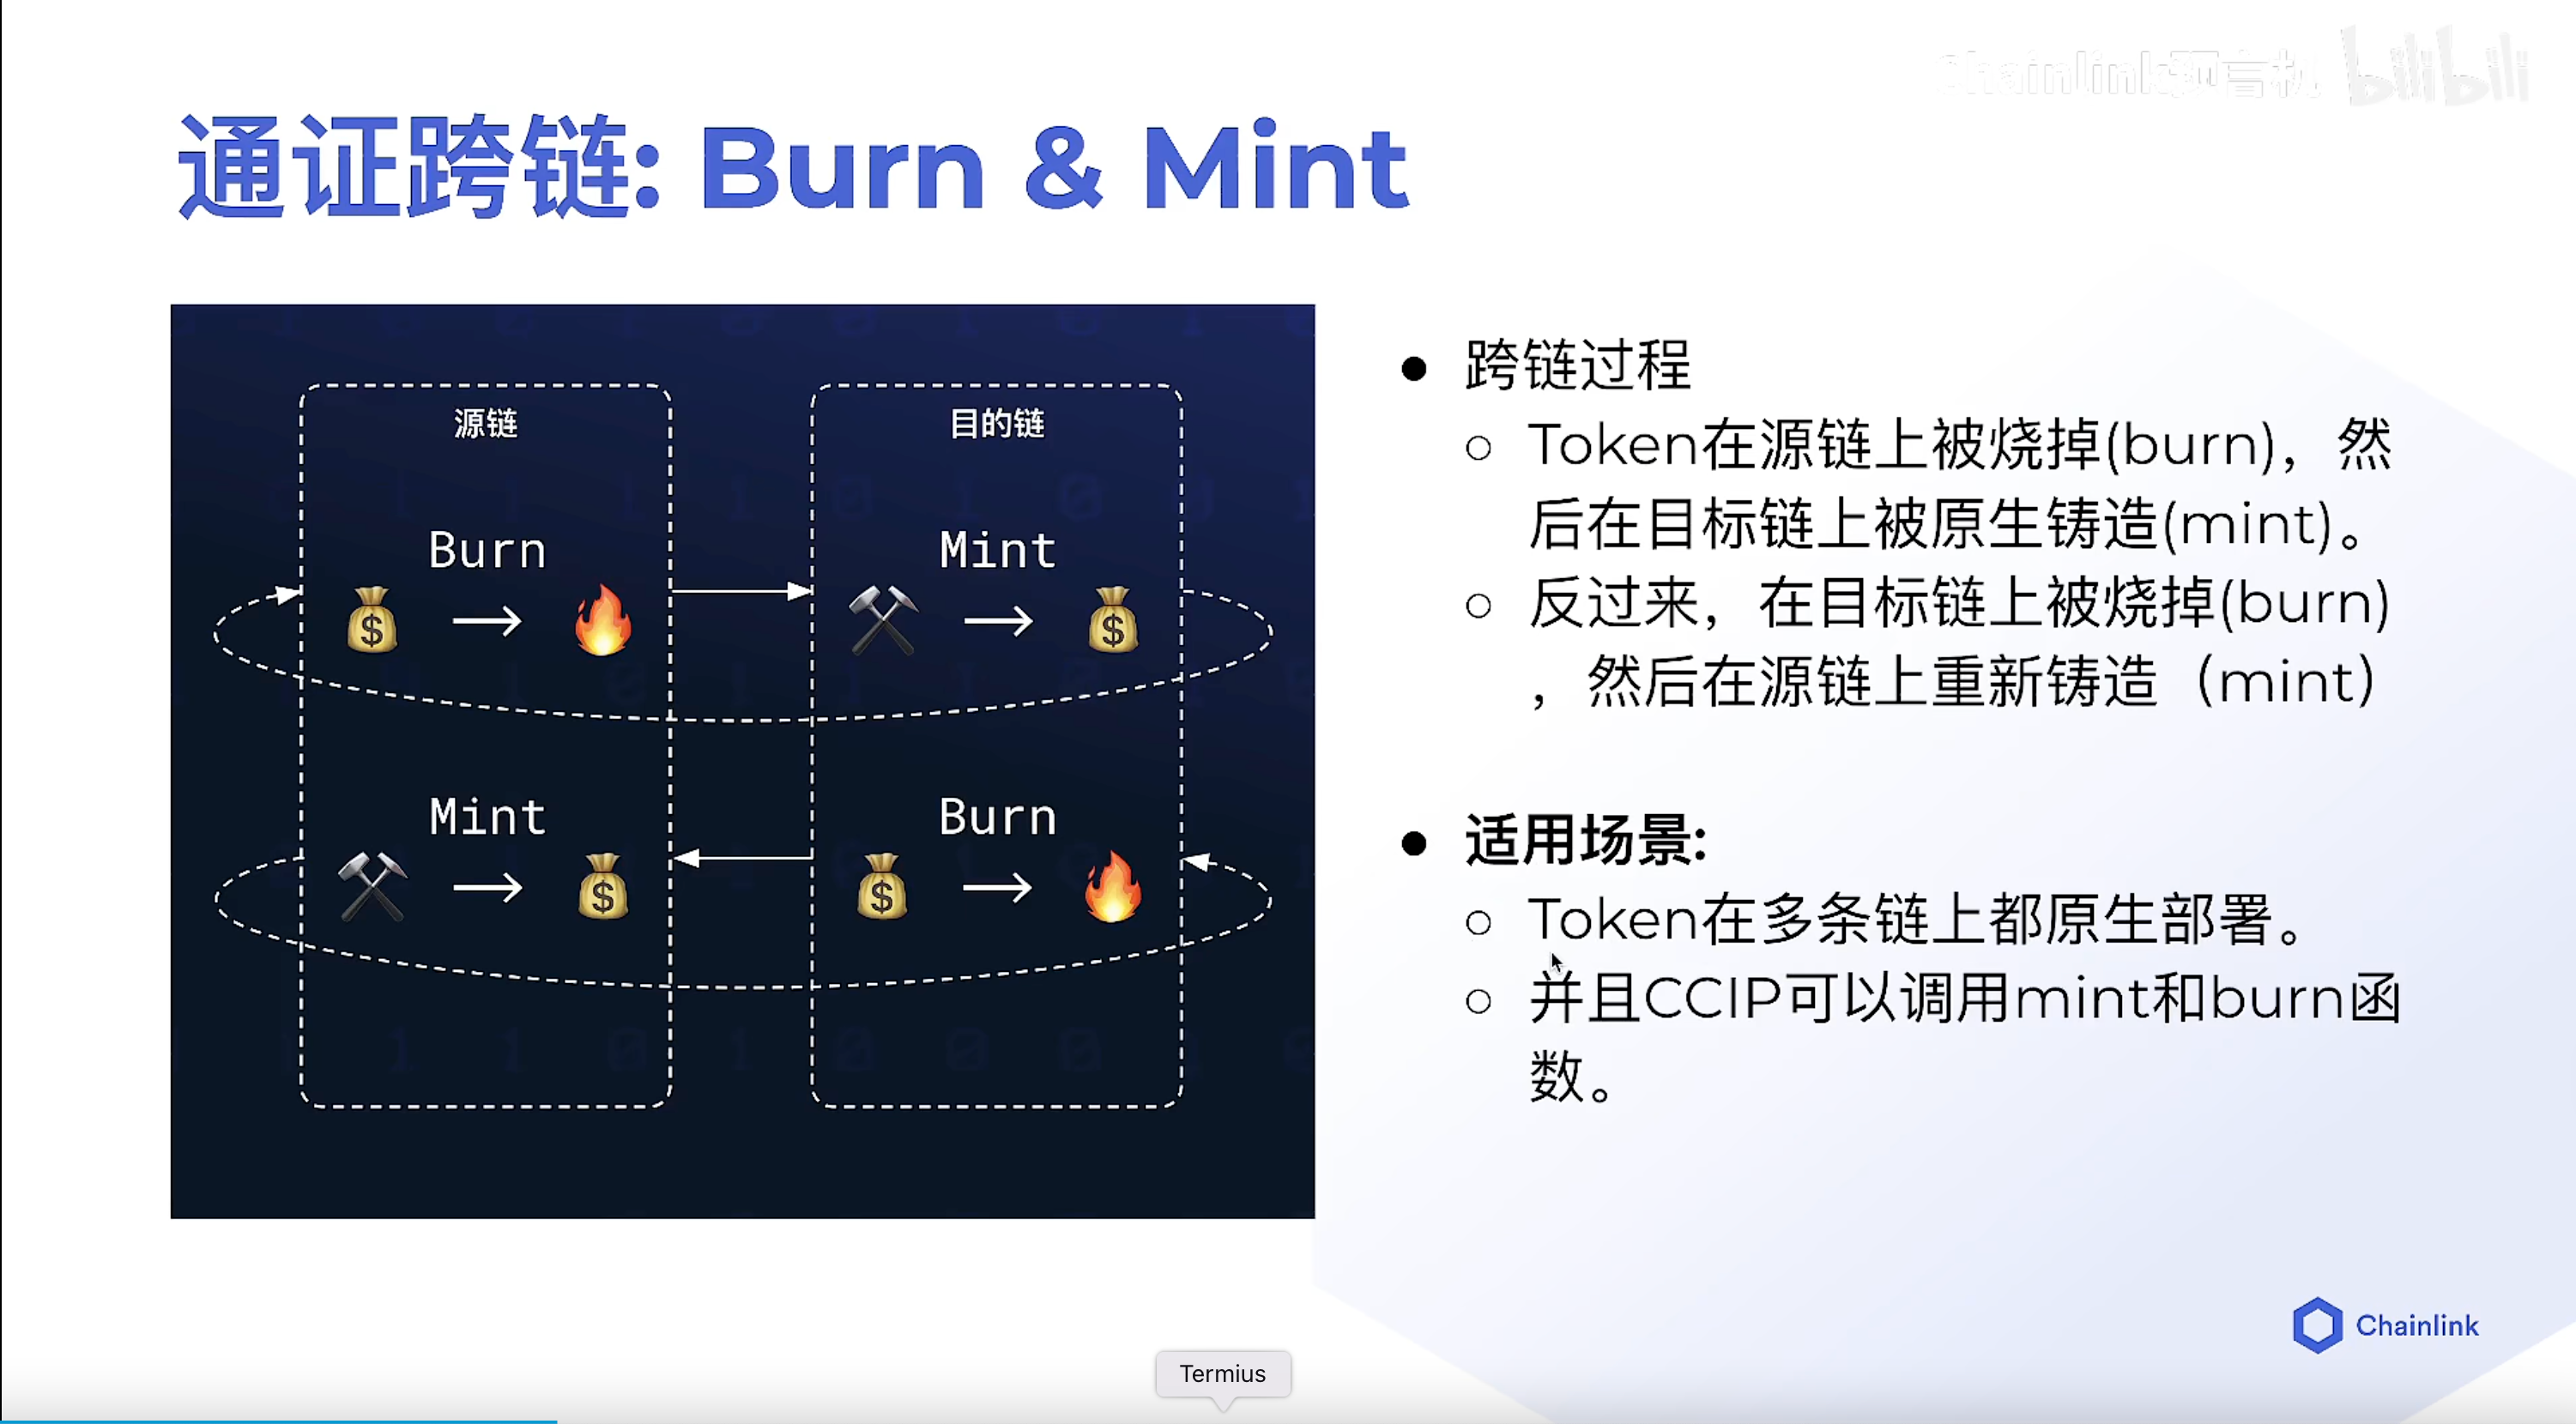 Chainlink预言机 bilibili
通证跨链: Burn & Mint
源链
目的链
Burn
Mint
Mint
Burn
跨链过程
Token在源链上被烧掉(burn)，然
后在目标链上被原生铸造(mint)。
反过来，在目标链上被烧掉(burn)
，然后在源链上重新铸造（mint）
适用场景:
Token在多条链上都原生部署。
并且CCIP可以调用mint和burn函
数。
Chainlink
Termius